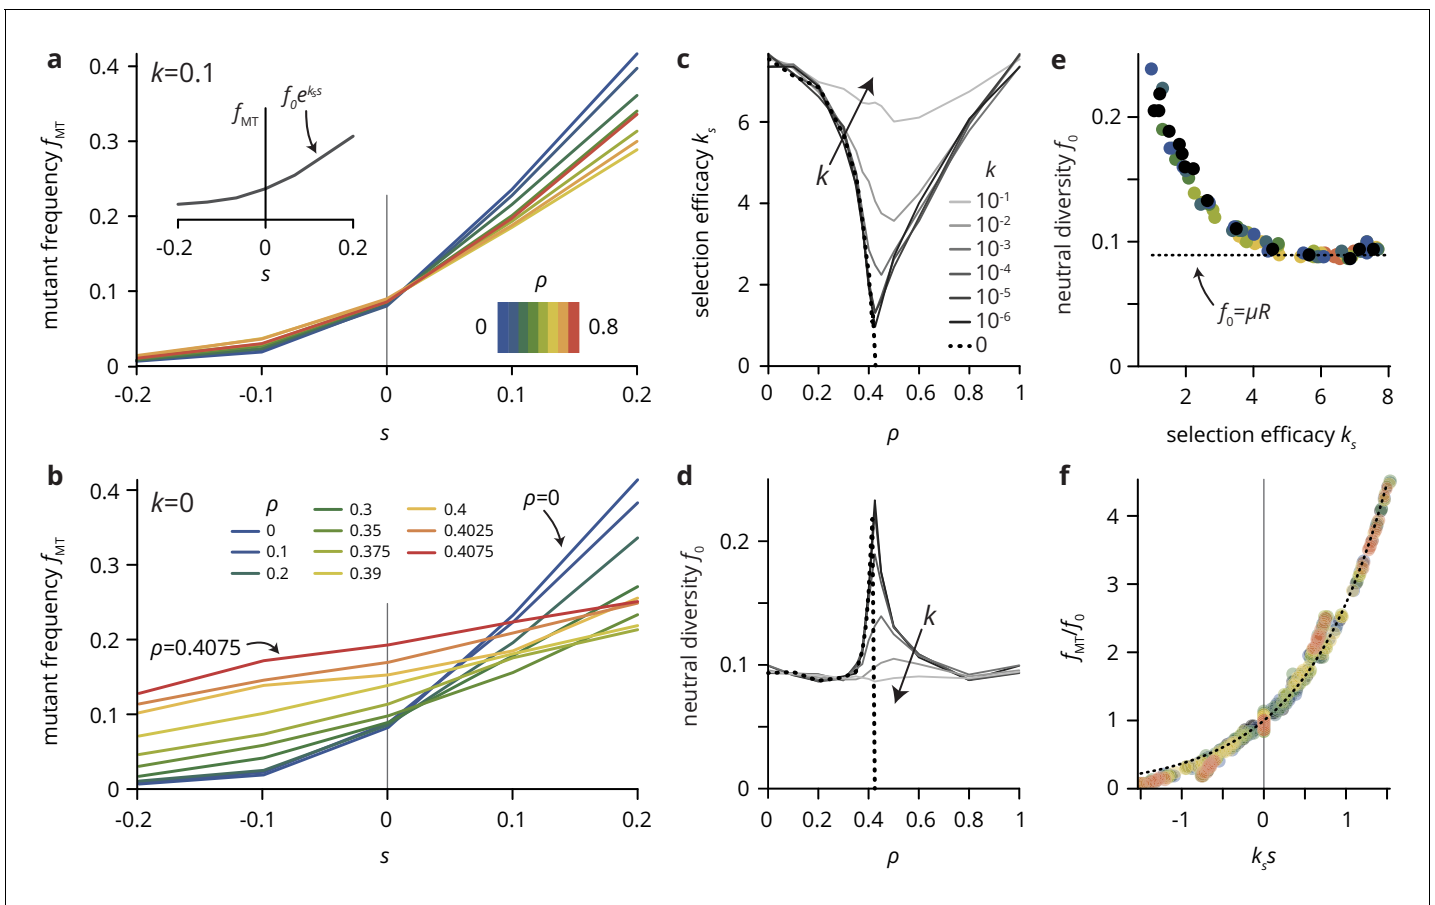 a
k=0.1
mutant frequency f_MT
0.4
0.3
0.2
0.1
0
-0.2
-0.1
0
0.1
0.2
s
f_MT
f_0e^{k_s s}
-0.2
0
0.2
s
ρ
0
0.8
b
k=0
mutant frequency f_MT
0.4
0.3
0.2
0.1
0
-0.2
-0.1
0
0.1
0.2
s
ρ
0
0.1
0.2
0.3
0.35
0.375
0.39
0.4
0.4025
0.4075
ρ=0
ρ=0.4075
c
selection efficacy k_s
6
4
2
0
0
0.2
0.4
0.6
0.8
1
ρ
k
k
10^-1
10^-2
10^-3
10^-4
10^-5
10^-6
0
d
neutral diversity f_0
0.2
0.1
0
0
0.2
0.4
0.6
0.8
1
ρ
k
e
neutral diversity f_0
0.2
0.1
0
2
4
6
8
selection efficacy k_s
f_0=μR
f
f_MT/f_0
4
3
2
1
0
-1
0
1
k_s s